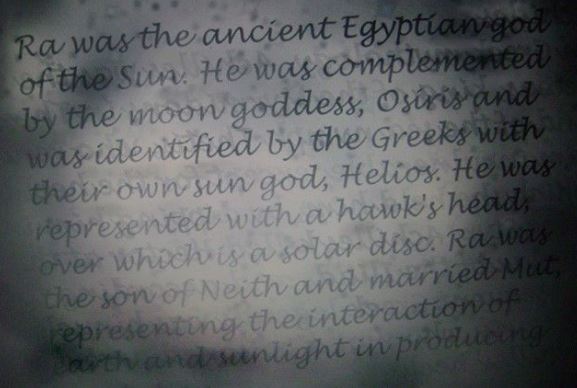 Ra was the ancient Egyptian god
of the Sun. He was complemented
by the moon goddess, Osiris and
was identified by the Greeks with
their own sun god, Helios. He was
represented with a hawk's head,
over which is a solar disc. Ra was
the son of Neith and married Mut,
representing the interaction of
earth and sunlight in producing